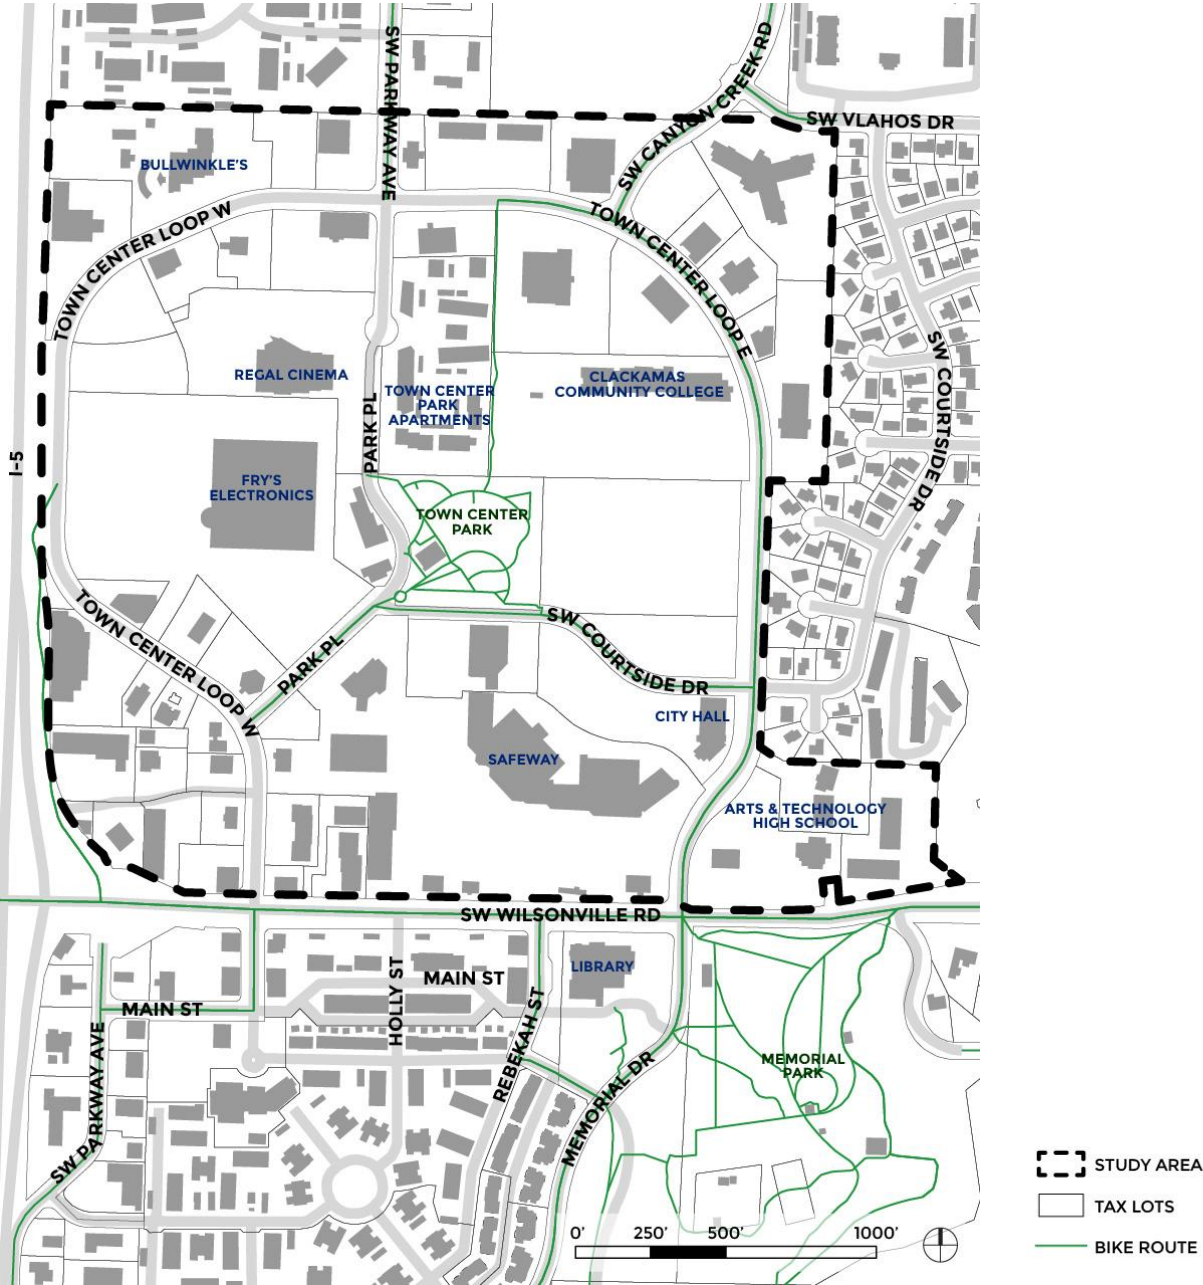 SW PARKWAY AVE
SW CANYON CREEK RD
SW VLAHOS DR
BULLWINKLE'S
TOWN CENTER LOOP W
TOWN CENTER LOOP E
SW COURTSIDE DR
REGAL CINEMA
TOWN CENTER
PARK
APARTMENTS
CLACKAMAS
COMMUNITY COLLEGE
PARK PL
I-5
FRY'S
ELECTRONICS
TOWN CENTER
PARK
TOWN CENTER LOOP W
PARK PL
SW COURTSIDE DR
CITY HALL
SAFEWAY
ARTS & TECHNOLOGY
HIGH SCHOOL
SW WILSONVILLE RD
LIBRARY
MAIN ST
HOLLY ST
MAIN ST
REBEKAH ST
SW PARKWAY AVE
MEMORIAL DR
MEMORIAL
PARK
STUDY AREA
TAX LOTS
BIKE ROUTE
0' 250' 500' 1000'